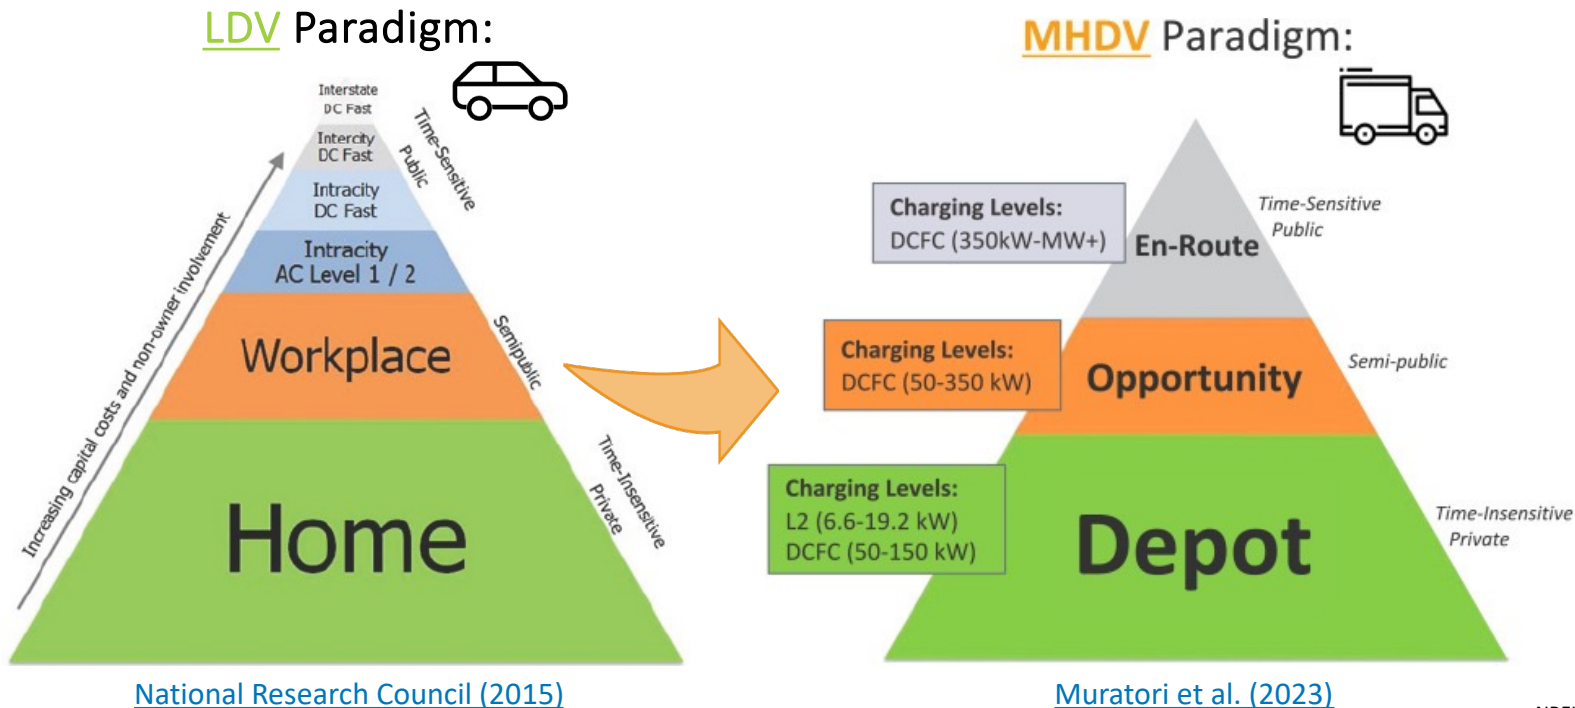 LDV Paradigm:
Interstate
DC Fast
Intercity
DC Fast
Intracity
DC Fast
Intracity
AC Level 1 / 2
Workplace
Home
Increasing capital costs and non-owner involvement
Time-Sensitive
Public
Semipublic
Time-Insensitive
Private
National Research Council (2015)
MHDV Paradigm:
Charging Levels:
DCFC (350kW-MW+)
En-Route
Time-Sensitive
Public
Charging Levels:
DCFC (50-350 kW)
Opportunity
Semi-public
Charging Levels:
L2 (6.6-19.2 kW)
DCFC (50-150 kW)
Depot
Time-Insensitive
Private
Muratori et al. (2023)